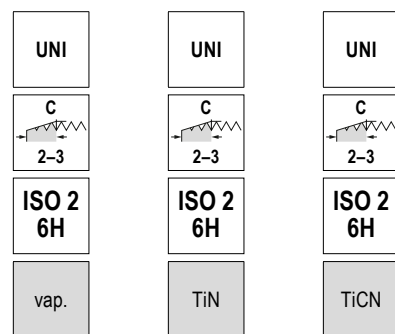 UNI UNI UNI
C C C
2–3 2–3 2–3
ISO 2 ISO 2 ISO 2
6H 6H 6H
vap. TiN TiCN